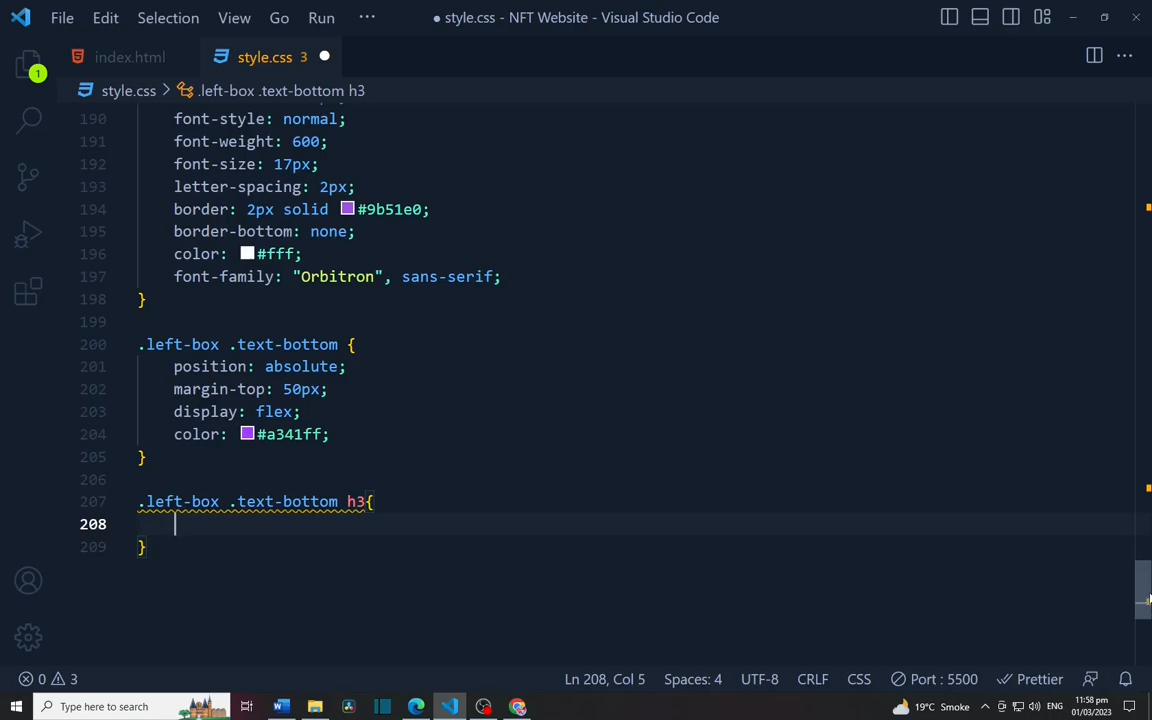 File Edit Selection View Go Run ··· ● style.css - NFT Website - Visual Studio Code
index.html style.css 3
1
style.css > .left-box .text-bottom h3
190 font-style: normal;
191 font-weight: 600;
192 font-size: 17px;
193 letter-spacing: 2px;
194 border: 2px solid #9b51e0;
195 border-bottom: none;
196 color: #fff;
197 font-family: "Orbitron", sans-serif;
198 }
199
200 .left-box .text-bottom {
201 position: absolute;
202 margin-top: 50px;
203 display: flex;
204 color: #a341ff;
205 }
206
207 .left-box .text-bottom h3{
208
209 }
0 3 Ln 208, Col 5 Spaces: 4 UTF-8 CRLF CSS Port : 5500 Prettier
Type here to search 19°C Smoke ENG 11:58 pm
01/03/2023